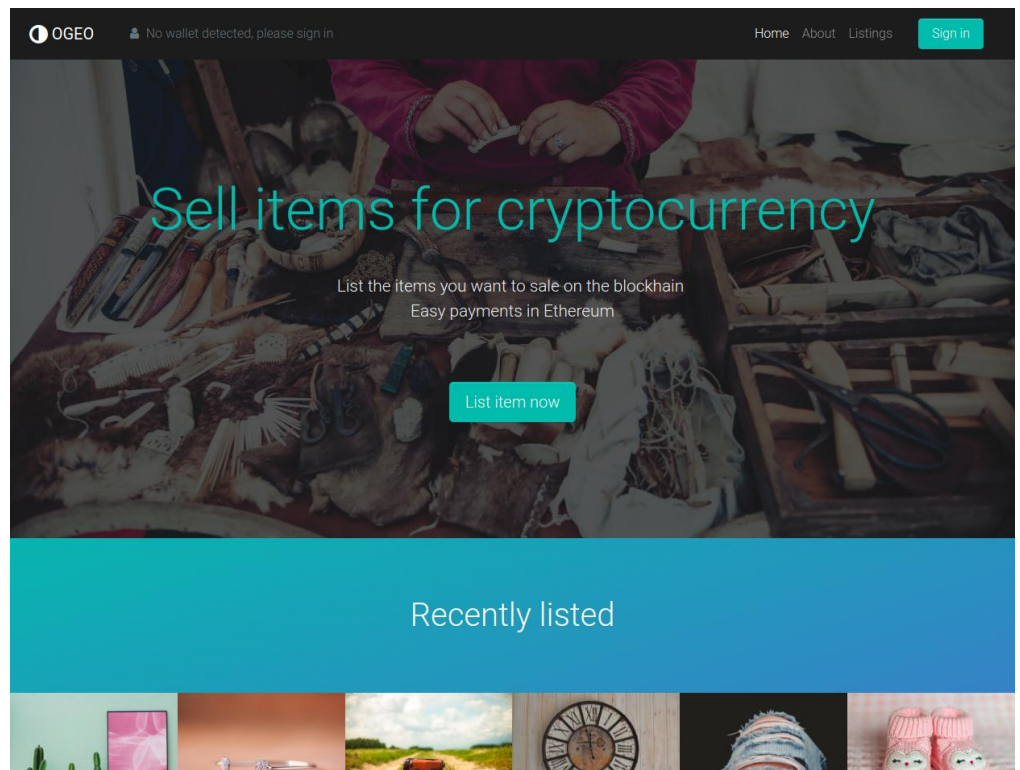 OGEO
No wallet detected, please sign in
Home About Listings
Sign in
Sell items for cryptocurrency
List the items you want to sale on the blockhain
Easy payments in Ethereum
List item now
Recently listed